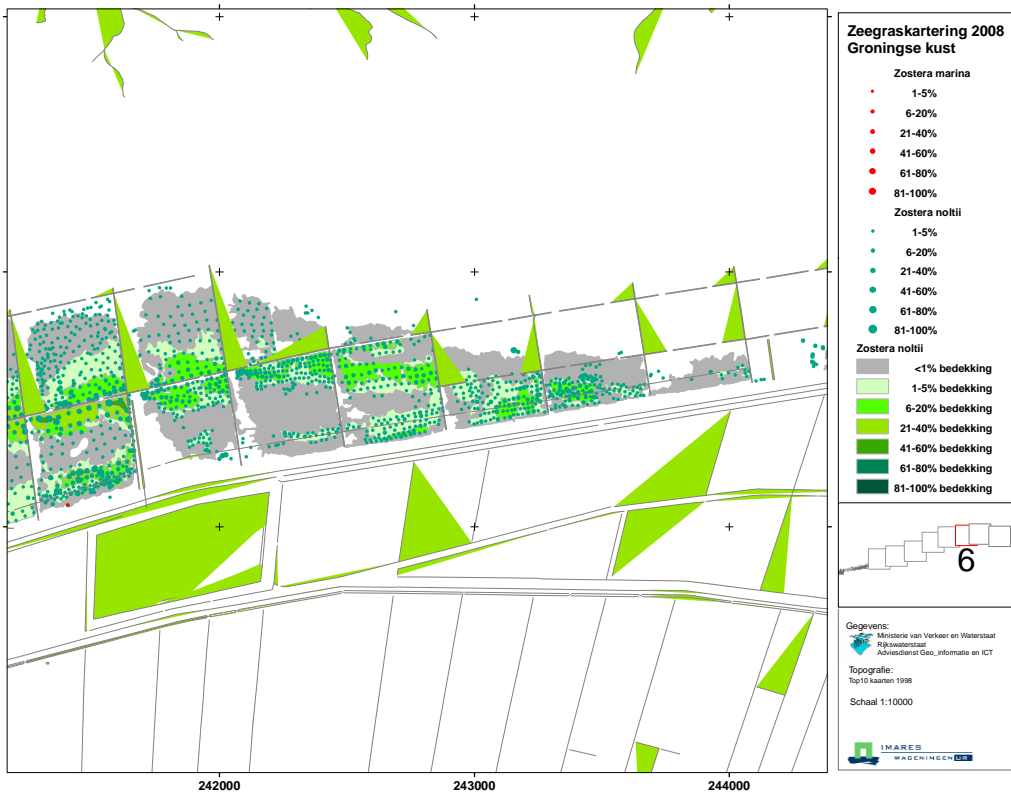 Zeegraskartering 2008
Groningse kust
Zostera marina
1-5%
6-20%
21-40%
41-60%
61-80%
81-100%
Zostera noltii
1-5%
6-20%
21-40%
41-60%
61-80%
81-100%
Zostera noltii
<1% bedekking
1-5% bedekking
6-20% bedekking
21-40% bedekking
41-60% bedekking
61-80% bedekking
81-100% bedekking
6
Gegevens:
Ministerie van Verkeer en Waterstaat
Rijkswaterstaat
Adviesdienst Geo_informatie en ICT
Topografie:
Top10 kaarten 1998
Schaal 1:10000
IMARES
WAGENINGEN UR
242000
243000
244000